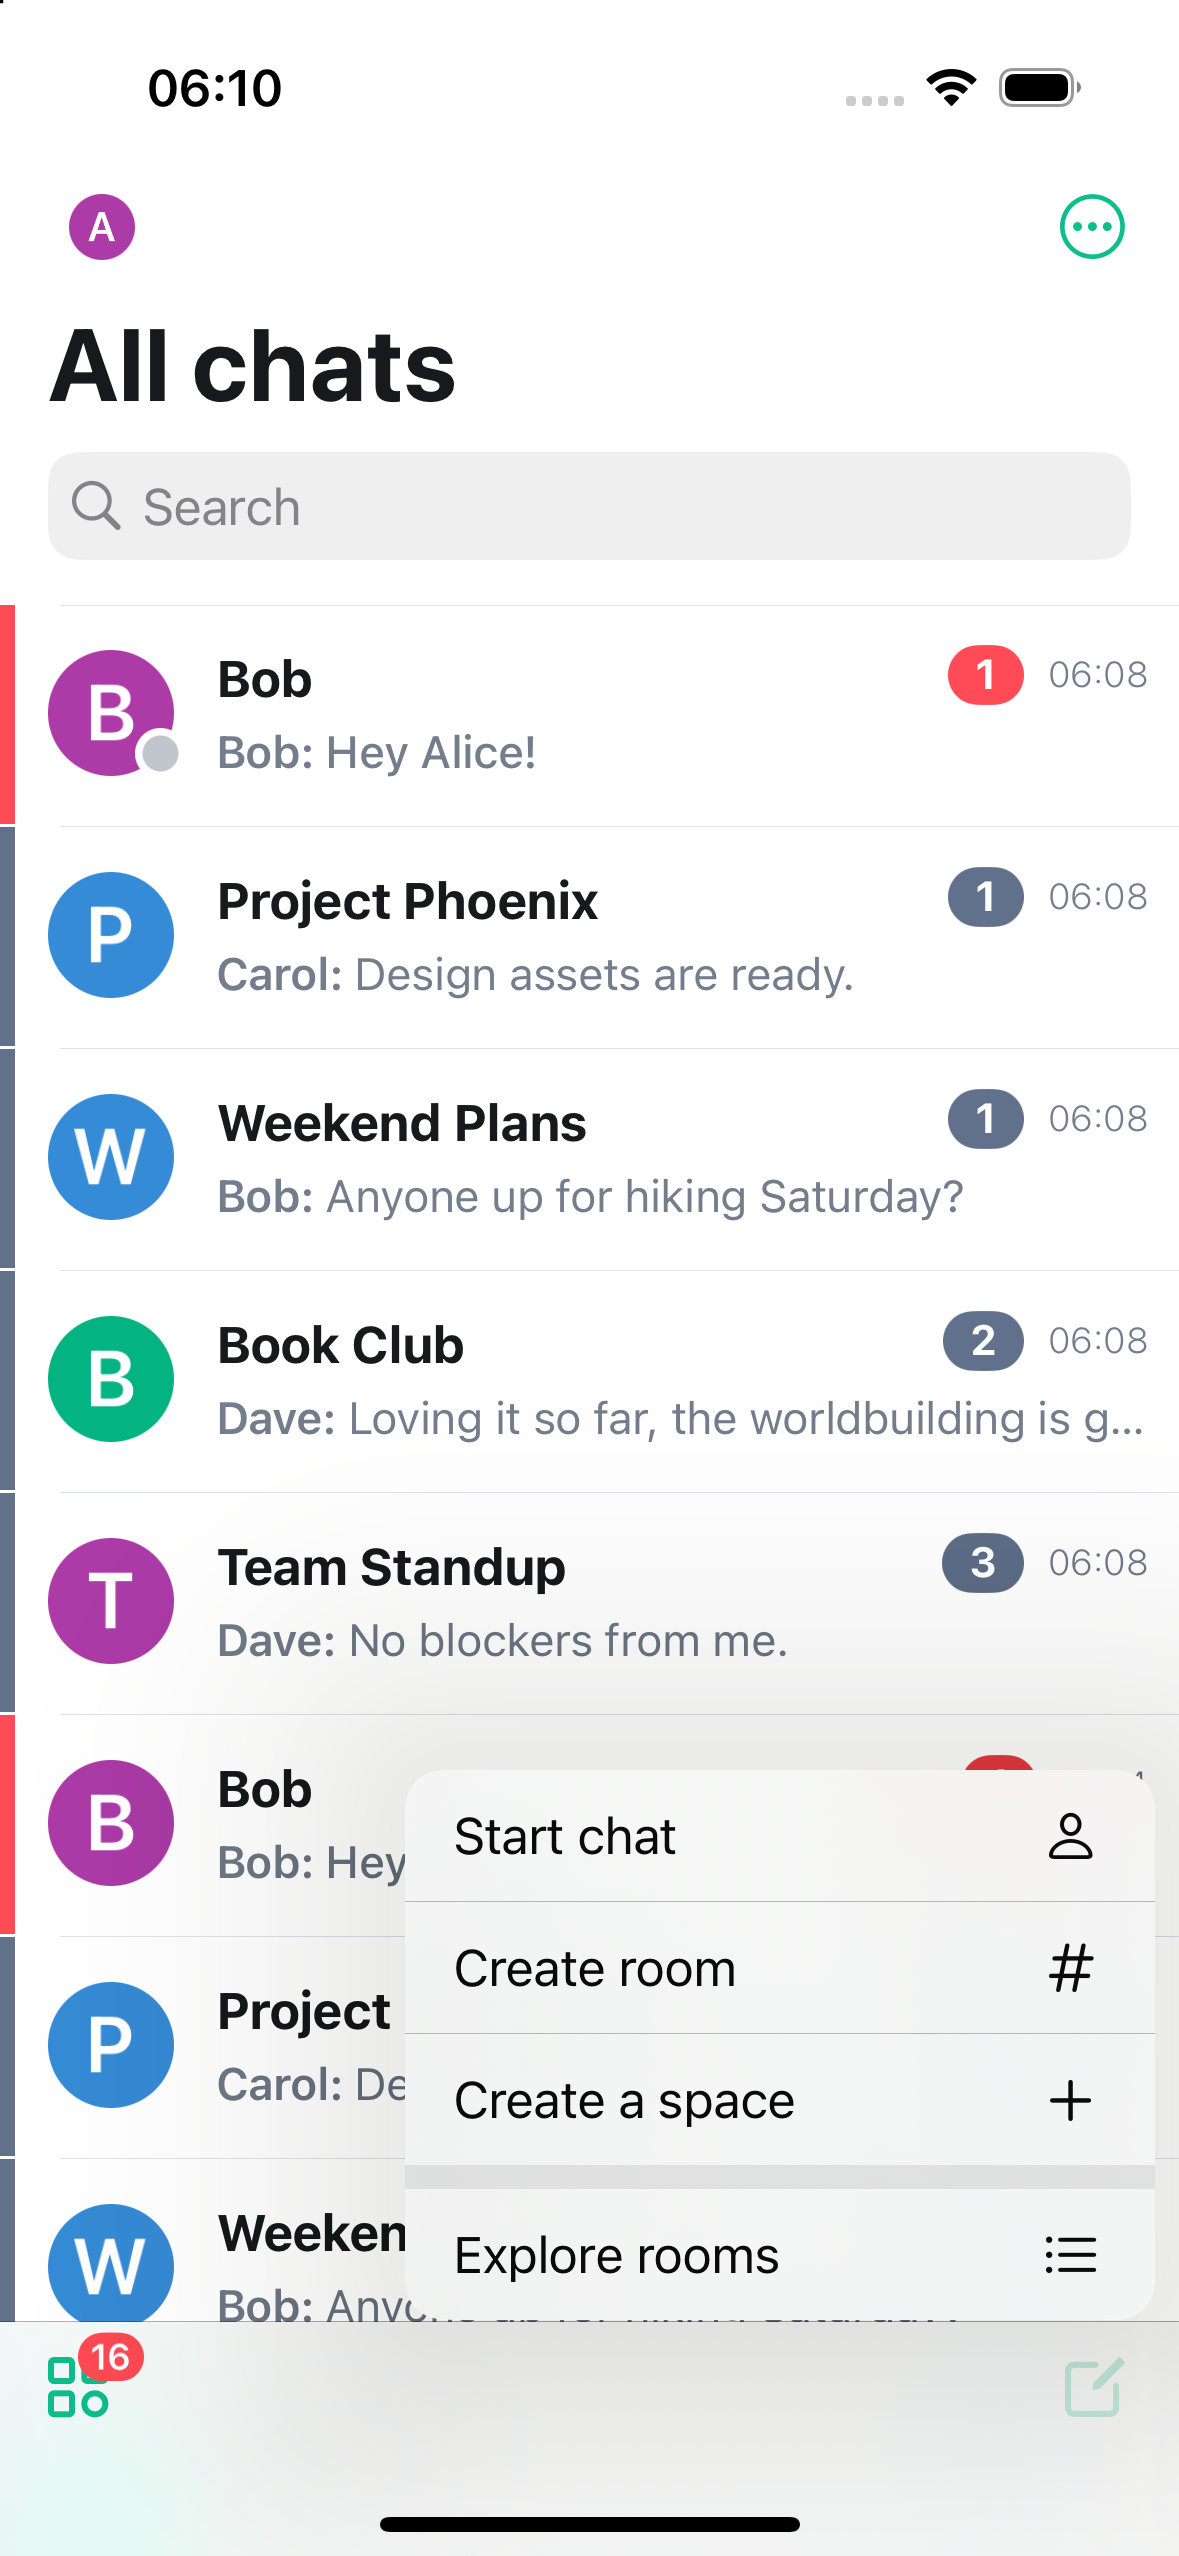 06:10
A
All chats
Search
B
Bob
1
06:08
Bob: Hey Alice!
P
Project Phoenix
1
06:08
Carol: Design assets are ready.
W
Weekend Plans
1
06:08
Bob: Anyone up for hiking Saturday?
B
Book Club
2
06:08
Dave: Loving it so far, the worldbuilding is g...
T
Team Standup
3
06:08
Dave: No blockers from me.
B
Bob
Bob: Hey
Start chat
Create room
P
Project
Carol: De
Create a space
W
Weeken
Explore rooms
Bob:
16